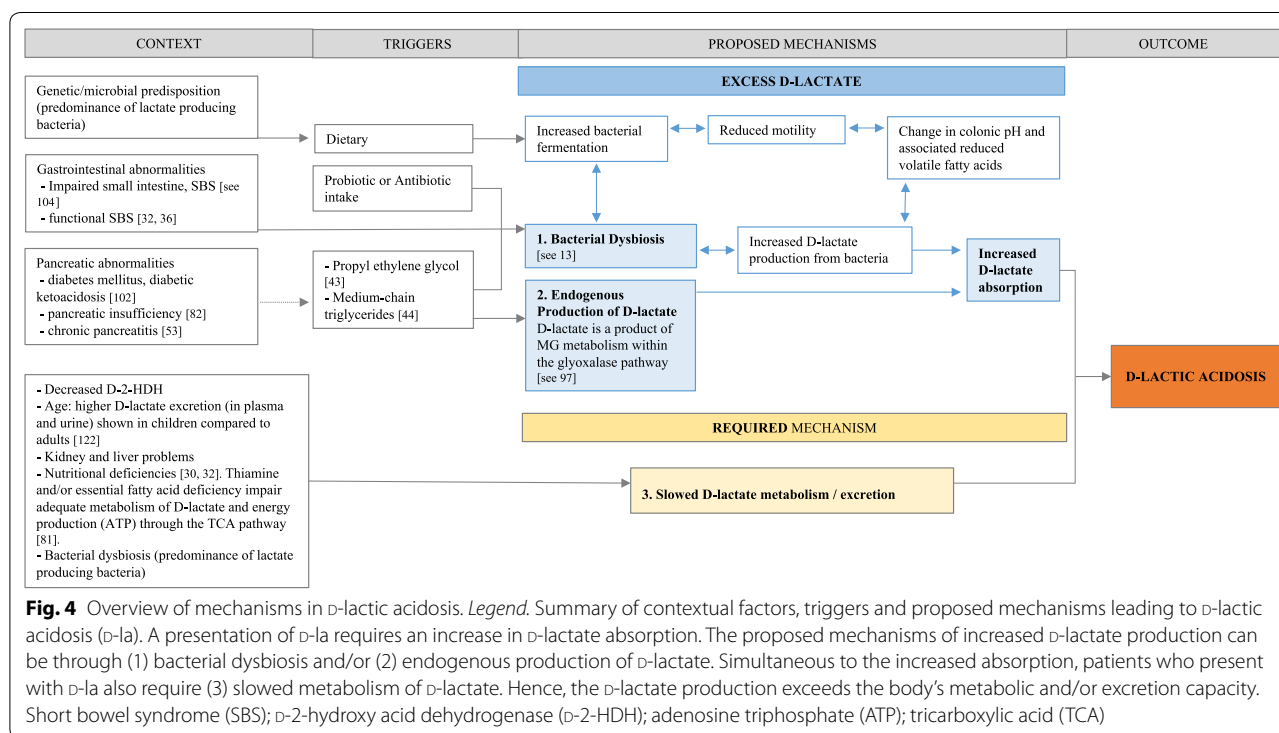 CONTEXT
TRIGGERS
PROPOSED MECHANISMS
OUTCOME
Genetic/microbial predisposition
(predominance of lactate producing
bacteria)
Gastrointestinal abnormalities
- Impaired small intestine, SBS [see
104]
- functional SBS [32, 36]
Pancreatic abnormalities
- diabetes mellitus, diabetic
ketoacidosis [102]
- pancreatic insufficiency [82]
- chronic pancreatitis [53]
- Decreased D-2-HDH
- Age: higher D-lactate excretion (in
plasma and urine) shown in children compared to
adults [122]
- Kidney and liver problems
- Nutritional deficiencies [30, 32]. Thiamine
and/or essential fatty acid deficiency impair
adequate metabolism of D-lactate and energy
production (ATP) through the TCA pathway
[81].
- Bacterial dysbiosis (predominance of lactate
producing bacteria)
Dietary
Probiotic or Antibiotic
intake
- Propyl ethylene glycol
[43]
- Medium-chain
triglycerides [44]
EXCESS D-LACTATE
Increased bacterial
fermentation
Reduced motility
Change in colonic pH and
associated reduced
volatile fatty acids
1. Bacterial Dysbiosis
[see 13]
Increased D-lactate
production from bacteria
Increased
D-lactate
absorption
2. Endogenous
Production of D-lactate
D-lactate is a product of
MG metabolism within
the glyoxalase pathway
[see 97]
REQUIRED MECHANISM
3. Slowed D-lactate metabolism / excretion
D-LACTIC ACIDOSIS
Fig. 4 Overview of mechanisms in D-lactic acidosis. Legend. Summary of contextual factors, triggers and proposed mechanisms leading to D-lactic
acidosis (D-la). A presentation of D-la requires an increase in D-lactate absorption. The proposed mechanisms of increased D-lactate production can
be through (1) bacterial dysbiosis and/or (2) endogenous production of D-lactate. Simultaneous to the increased absorption, patients who present
with D-la also require (3) slowed metabolism of D-lactate. Hence, the D-lactate production exceeds the body's metabolic and/or excretion capacity.
Short bowel syndrome (SBS); D-2-hydroxy acid dehydrogenase (D-2-HDH); adenosine triphosphate (ATP); tricarboxylic acid (TCA)